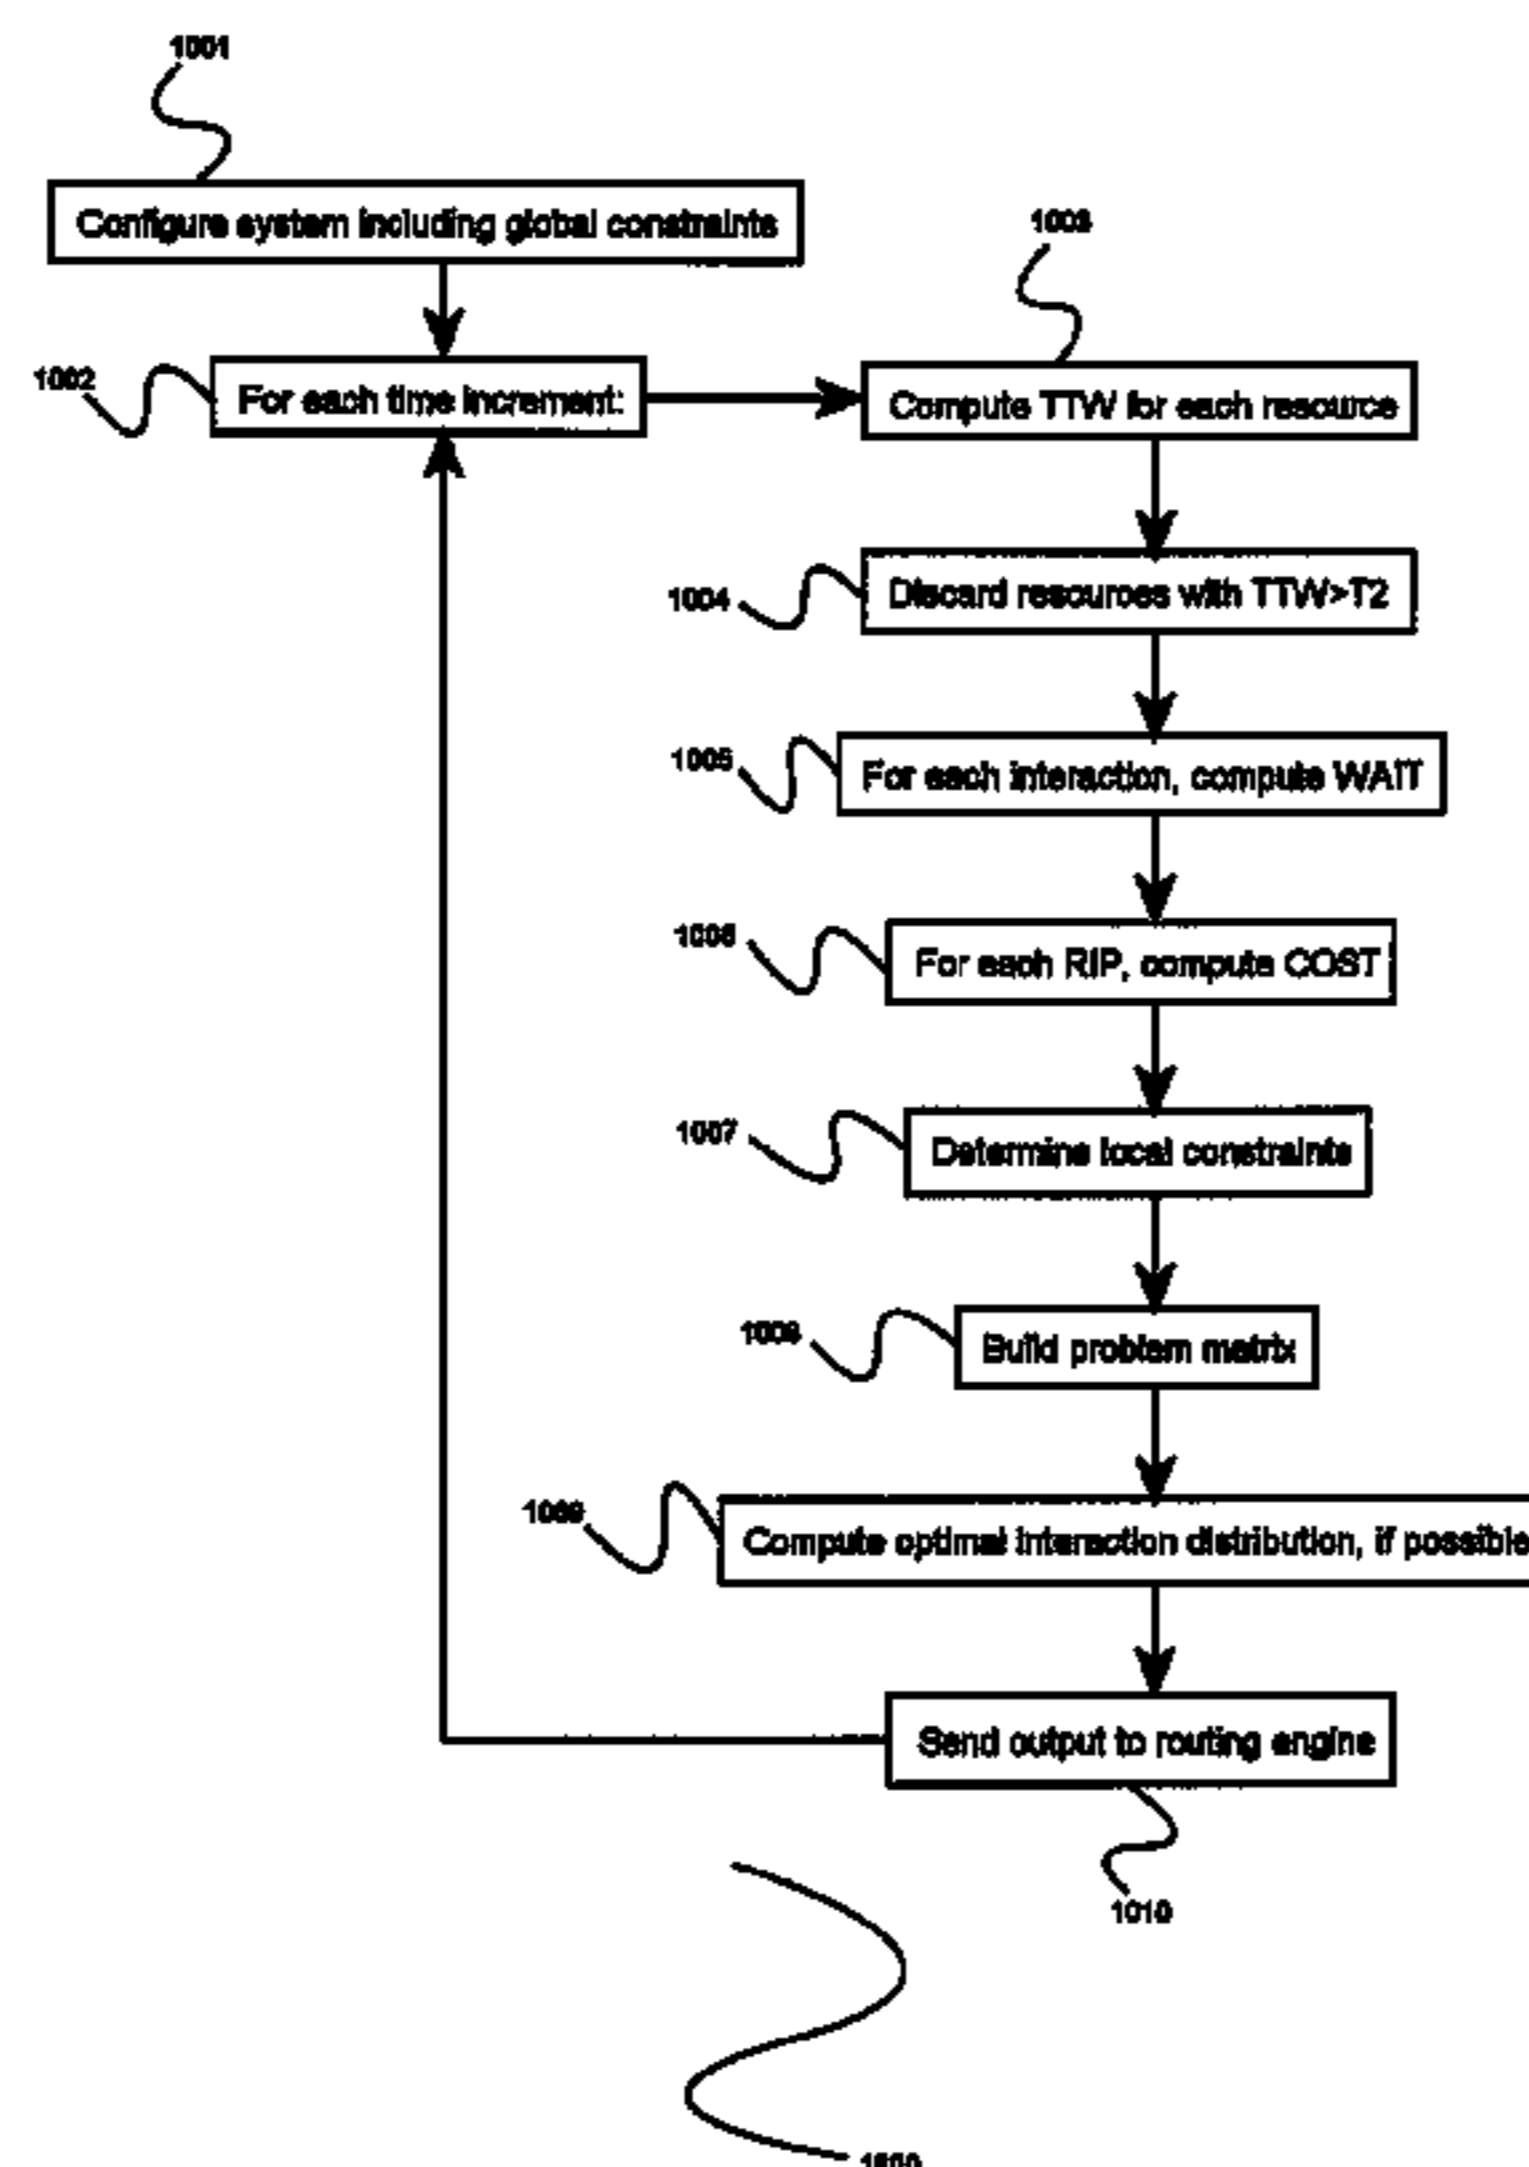 1001
Configure system including global constraints
1003
1002
For each time increment:
Compute TTW for each resource
1004
Discard resources with TTW>T2
1005
For each interaction, compute WAIT
1006
For each RIP, compute COST
1007
Determine local constraints
1008
Build problem matrix
1009
Compute optimal interaction distribution, if possible
Send output to routing engine
1010